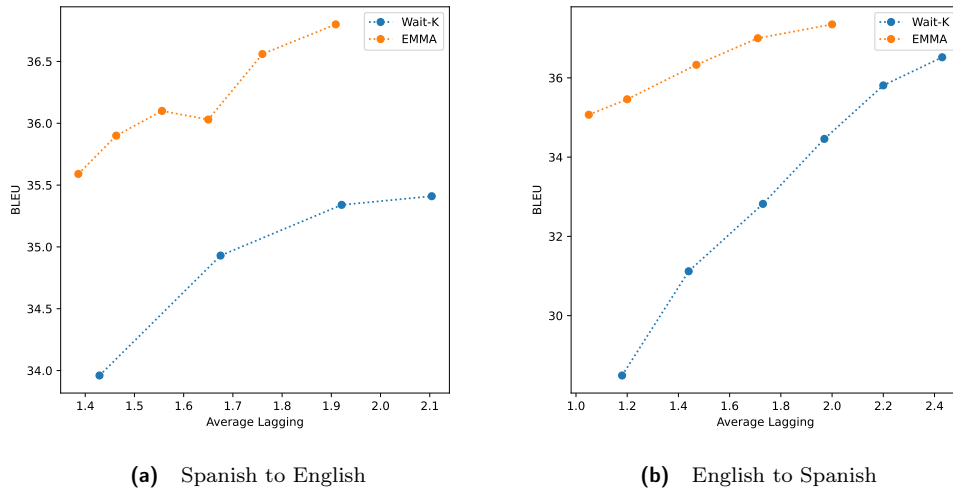 Wait-K
EMMA
36.5
36.0
35.5
35.0
34.5
34.0
BLEU
1.4 1.5 1.6 1.7 1.8 1.9 2.0 2.1
Average Lagging
(a) Spanish to English
Wait-K
EMMA
36
34
32
30
BLEU
1.0 1.2 1.4 1.6 1.8 2.0 2.2 2.4
Average Lagging
(b) English to Spanish